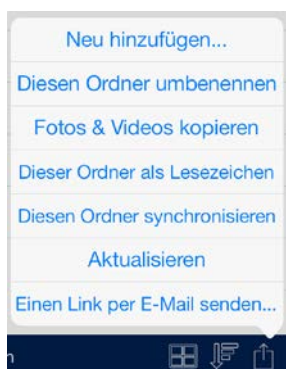 Neu hinzufügen...
Diesen Ordner umbenennen
Fotos & Videos kopieren
Dieser Ordner als Lesezeichen
Diesen Ordner synchronisieren
Aktualisieren
Einen Link per E-Mail senden...
n